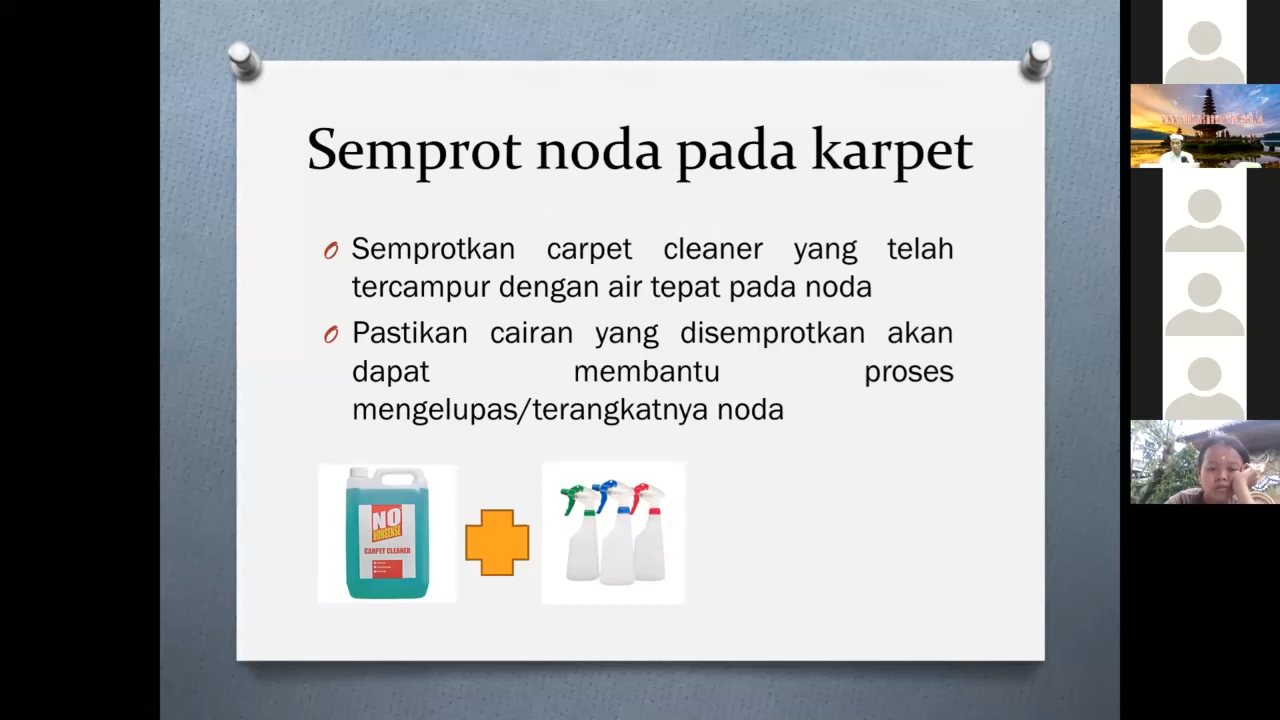 Semprot noda pada karpet
Semprotkan carpet cleaner yang telah
tercampur dengan air tepat pada noda
Pastikan cairan yang disemprotkan akan
dapat membantu proses
mengelupas/terangkatnya noda
NO
NONSENSE
CARPET CLEANER